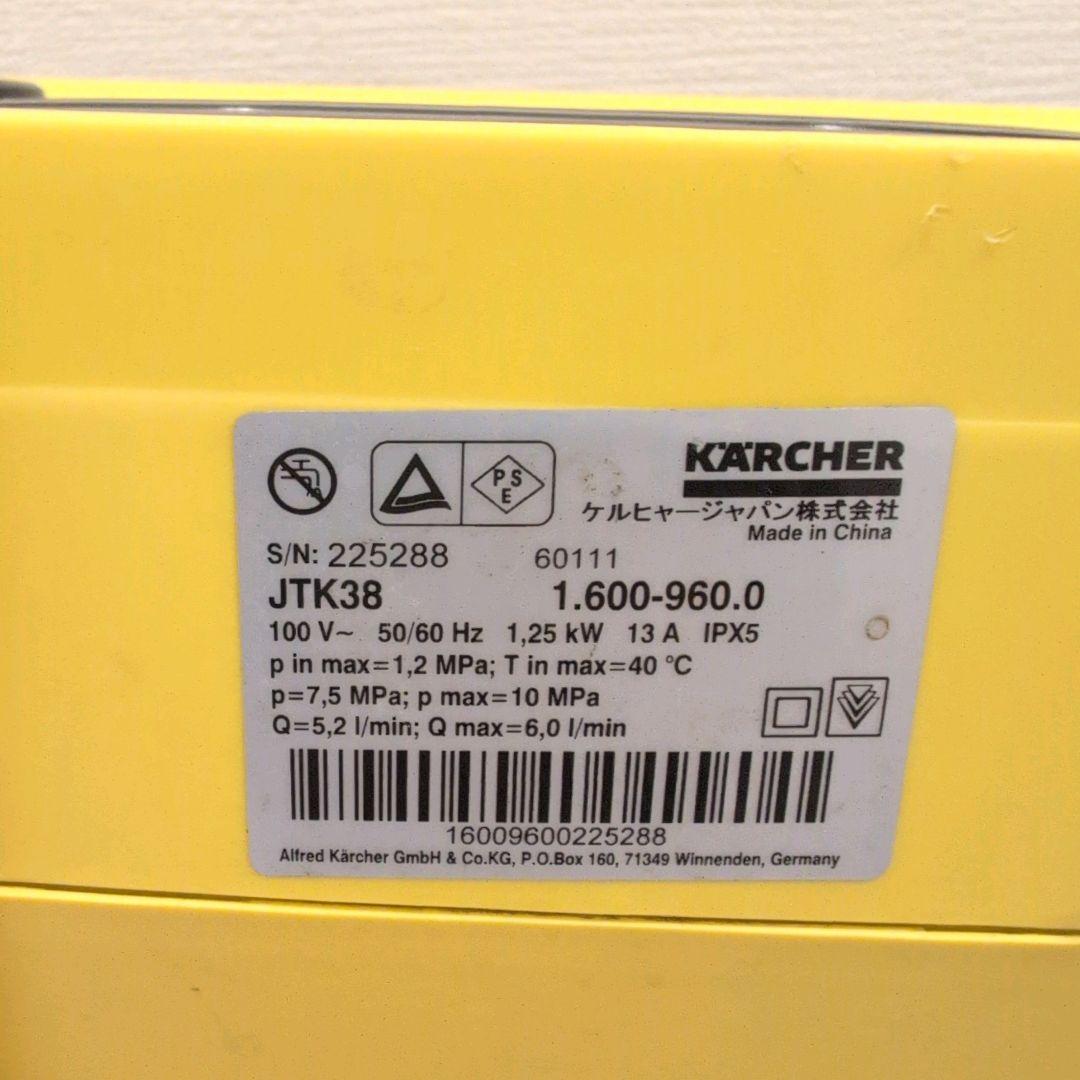 PS
E
KÄRCHER
ケルヒャージャパン株式会社
Made in China
S/N: 225288 60111
JTK38 1.600-960.0
100 V~ 50/60 Hz 1,25 kW 13 A IPX5
p in max=1,2 MPa; T in max=40 °C
p=7,5 MPa; p max=10 MPa
Q=5,2 l/min; Q max=6,0 l/min
16009600225288
Alfred Kärcher GmbH & Co.KG, P.O.Box 160, 71349 Winnenden, Germany